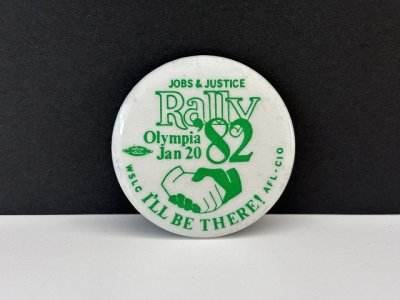 JOBS & JUSTICE
Rally
Olympia '82
Jan 20
WSLC AFL-CIO
I'LL BE THERE!